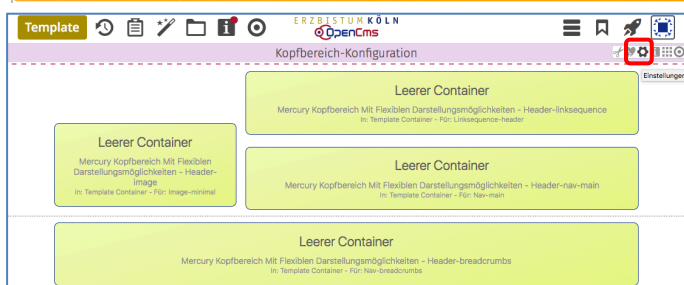 Template
ERZBISTUM KÖLN
OpenCms
Kopfbereich-Konfiguration
Einstellungen
Leerer Container
Mercury Kopfbereich Mit Flexiblen Darstellungsmöglichkeiten - Header-linksequence
In: Template Container - Für: Linksequence-header
Leerer Container
Mercury Kopfbereich Mit Flexiblen
Darstellungsmöglichkeiten - Header-
image
In: Template Container - Für: Image-minimal
Leerer Container
Mercury Kopfbereich Mit Flexiblen Darstellungsmöglichkeiten - Header-nav-main
In: Template Container - Für: Nav-main
Leerer Container
Mercury Kopfbereich Mit Flexiblen Darstellungsmöglichkeiten - Header-breadcrumbs
In: Template Container - Für: Nav-breadcrumbs